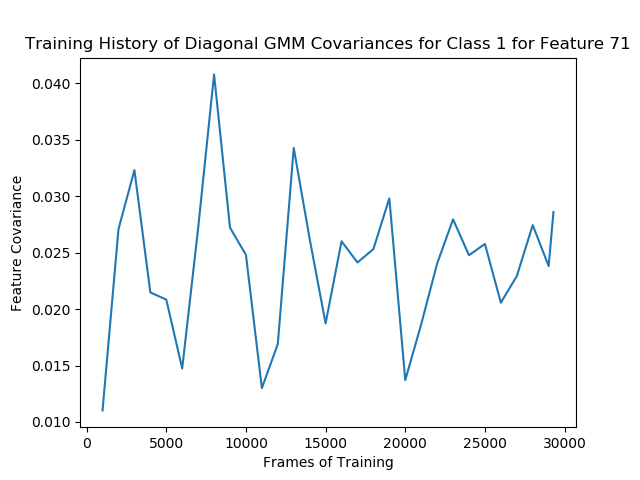 Training History of Diagonal GMM Covariances for Class 1 for Feature 71
0.040
0.035
0.030
0.025
0.020
0.015
0.010
Feature Covariance
0 5000 10000 15000 20000 25000 30000
Frames of Training